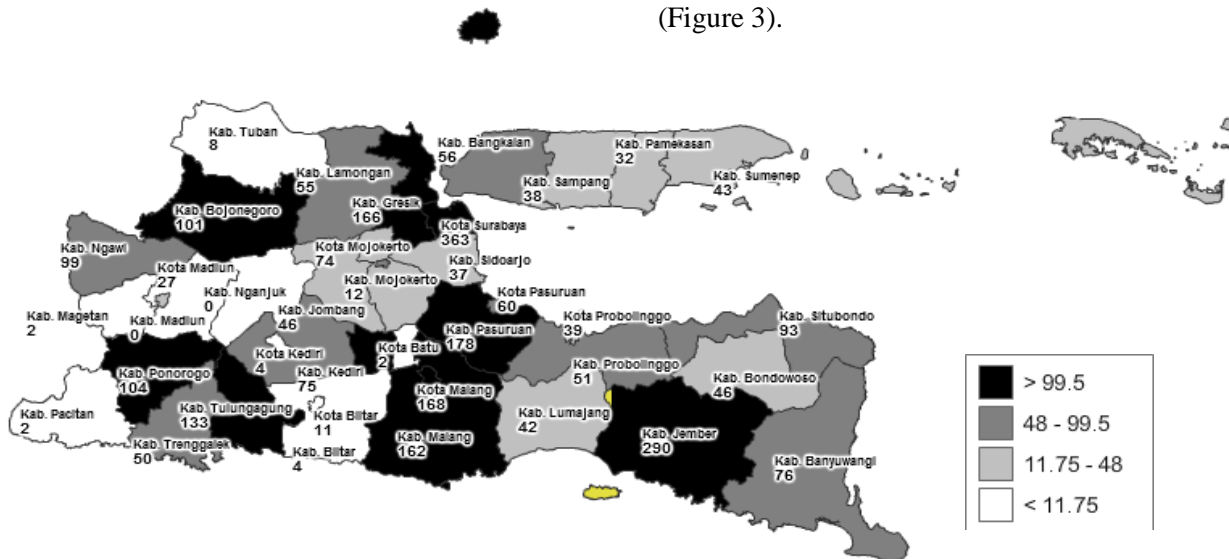 (Figure 3).
Kab. Tuban
8
Kab. Bangkalan
56
Kab. Pamekasan
32
Kab. Lamongan
55
Kab. Sampang
38
Kab. Sumenep
43
Kab. Bojonegoro
101
Kab. Gresik
166
Kota Surabaya
363
Kab. Ngawi
99
Kota Mojokerto
74
Kab. Sidoarjo
37
Kota Madiun
27
Kab. Mojokerto
12
Kab. Nganjuk
0
Kota Pasuruan
60
Kab. Magetan
2
Kab. Madiun
0
Kab. Jombang
46
Kota Probolinggo
39
Kab. Situbondo
93
Kab. Pasuruan
178
Kota Kediri
4
Kota Batu
2
Kab. Ponorogo
104
Kab. Kediri
75
Kab. Probolinggo
51
Kab. Bondowoso
46
Kota Malang
168
Kab. Pacitan
2
Kab. Tulungagung
133
Kota Blitar
11
Kab. Lumajang
42
Kab. Trenggalek
50
Kab. Blitar
4
Kab. Malang
162
Kab. Jember
290
Kab. Banyuwangi
76
> 99.5
48 - 99.5
11.75 - 48
< 11.75